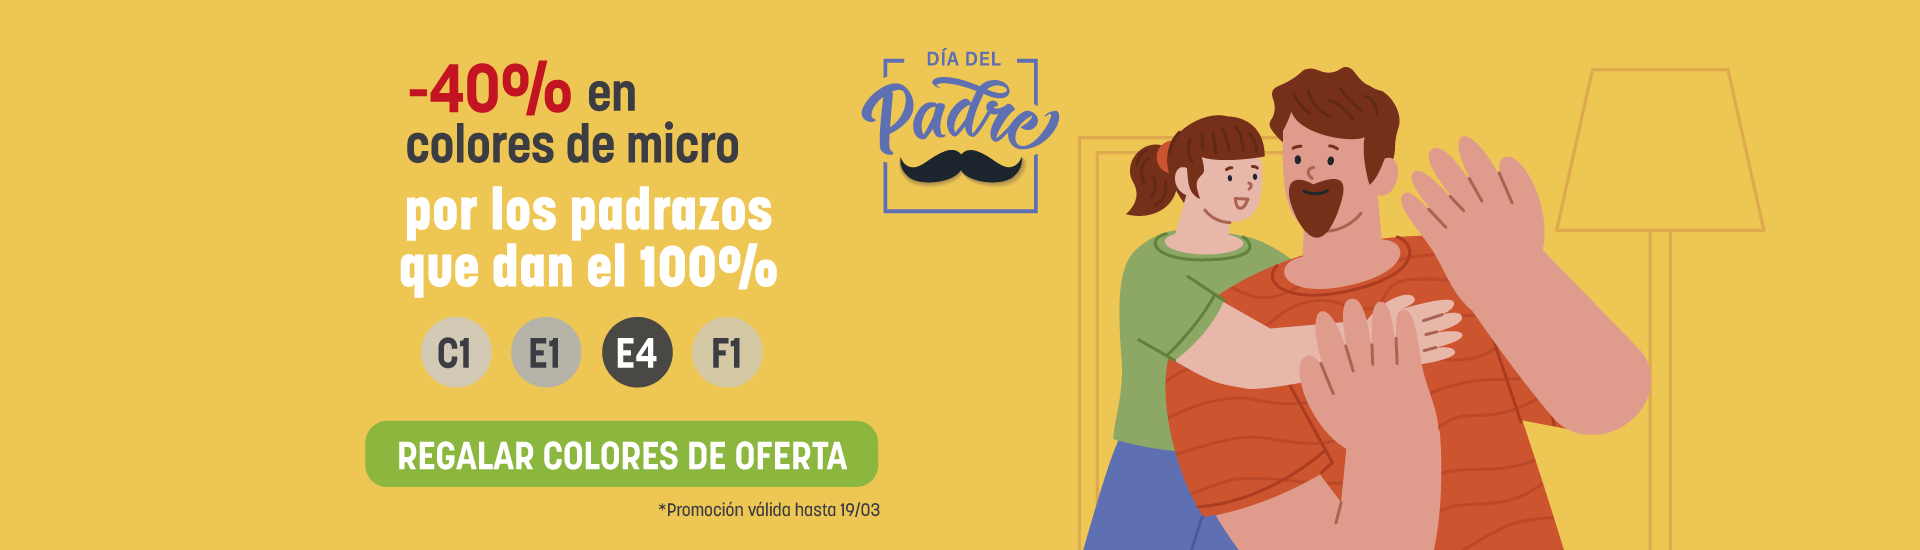 -40% en
colores de micro
por los padrazos
que dan el 100%
C1 E1 E4 F1
REGALAR COLORES DE OFERTA
*Promoción válida hasta 19/03
DÍA DEL
Padre